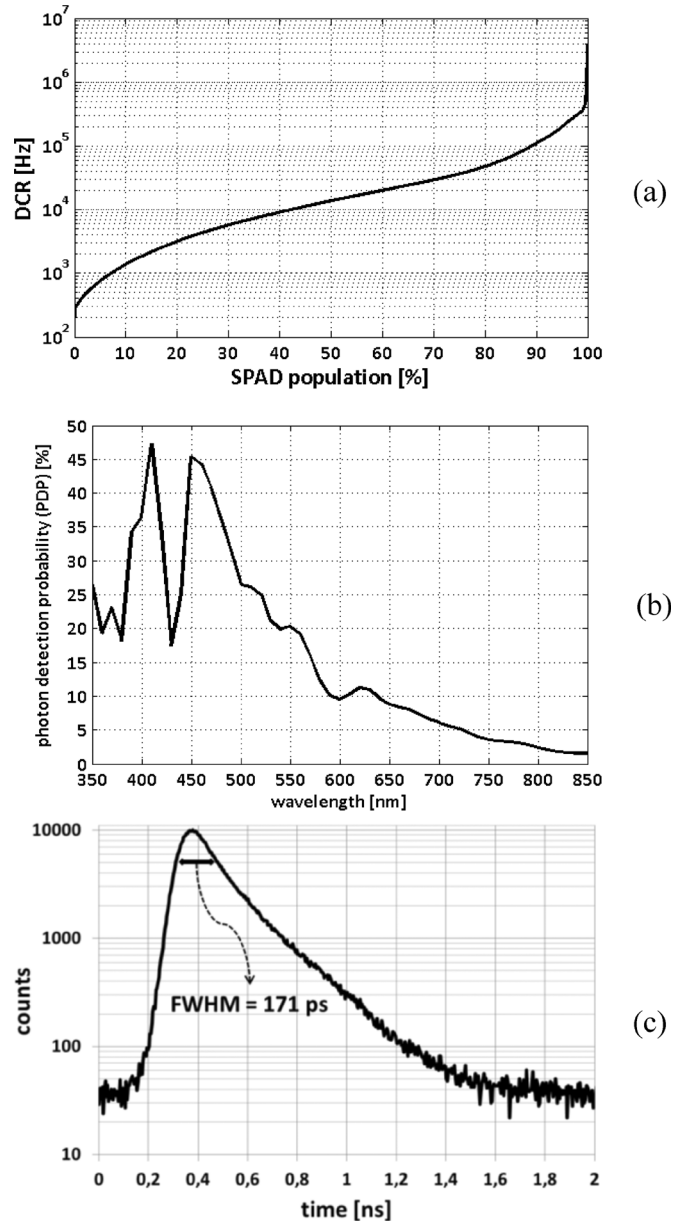 DCR [Hz]
10^7
10^6
10^5
10^4
10^3
10^2
0 10 20 30 40 50 60 70 80 90 100
SPAD population [%]
(a)
photon detection probability (PDP) [%]
50
45
40
35
30
25
20
15
10
5
0
350 400 450 500 550 600 650 700 750 800 850
wavelength [nm]
(b)
counts
10000
1000
100
10
FWHM = 171 ps
0 0,2 0,4 0,6 0,8 1 1,2 1,4 1,6 1,8 2
time [ns]
(c)